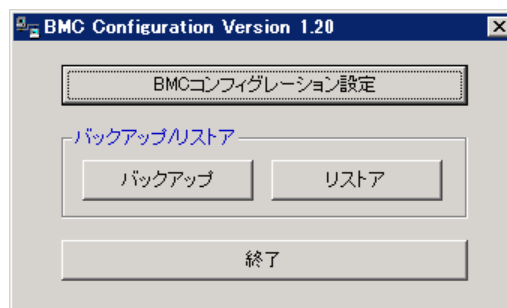 BMC Configuration Version 1.20
BMCコンフィグレーション設定
バックアップ/リストア
バックアップ リストア
終了